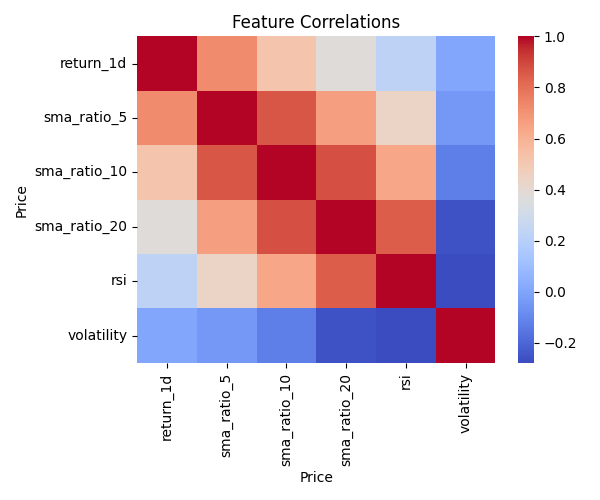 Feature Correlations
Price
return_1d
sma_ratio_5
sma_ratio_10
sma_ratio_20
rsi
volatility
return_1d
sma_ratio_5
sma_ratio_10
sma_ratio_20
rsi
volatility
Price
1.0
0.8
0.6
0.4
0.2
0.0
−0.2